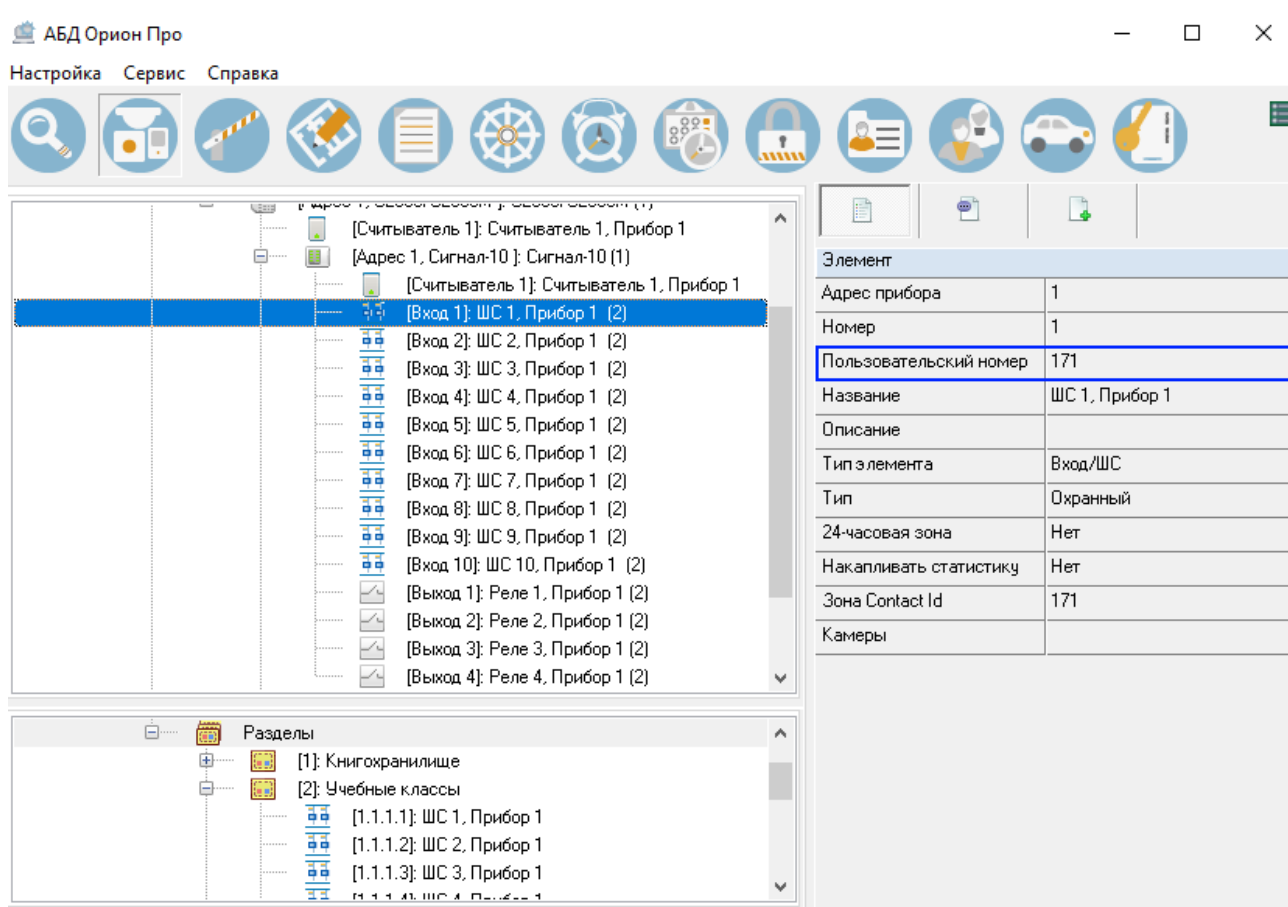 АБД Орион Про
Настройка Сервис Справка
[Считыватель 1]: Считыватель 1, Прибор 1
[Адрес 1, Сигнал-10 ]: Сигнал-10 (1)
[Считыватель 1]: Считыватель 1, Прибор 1
[Вход 1]: ШС 1, Прибор 1 (2)
[Вход 2]: ШС 2, Прибор 1 (2)
[Вход 3]: ШС 3, Прибор 1 (2)
[Вход 4]: ШС 4, Прибор 1 (2)
[Вход 5]: ШС 5, Прибор 1 (2)
[Вход 6]: ШС 6, Прибор 1 (2)
[Вход 7]: ШС 7, Прибор 1 (2)
[Вход 8]: ШС 8, Прибор 1 (2)
[Вход 9]: ШС 9, Прибор 1 (2)
[Вход 10]: ШС 10, Прибор 1 (2)
[Выход 1]: Реле 1, Прибор 1 (2)
[Выход 2]: Реле 2, Прибор 1 (2)
[Выход 3]: Реле 3, Прибор 1 (2)
[Выход 4]: Реле 4, Прибор 1 (2)
Разделы
[1]: Книгохранилище
[2]: Учебные классы
[1.1.1.1]: ШС 1, Прибор 1
[1.1.1.2]: ШС 2, Прибор 1
[1.1.1.3]: ШС 3, Прибор 1
[1.1.1.4]: ШС 4, Прибор 1
Элемент
Адрес прибора 1
Номер 1
Пользовательский номер 171
Название ШС 1, Прибор 1
Описание
Тип элемента Вход/ШС
Тип Охранный
24-часовая зона Нет
Накапливать статистику Нет
Зона Contact Id 171
Камеры